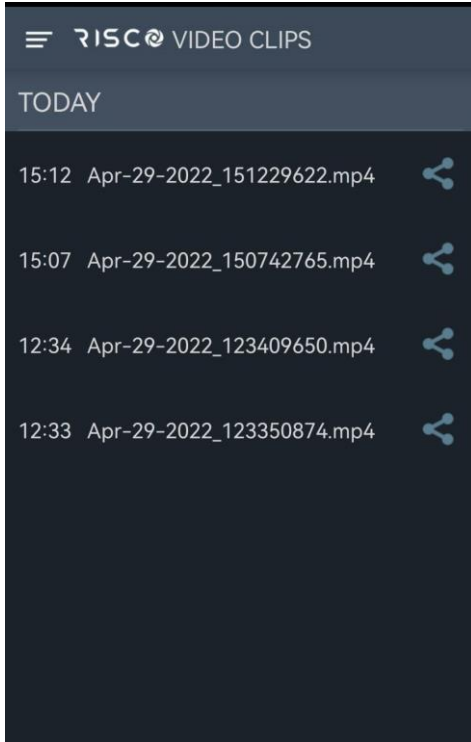 RISCO VIDEO CLIPS
TODAY
15:12 Apr-29-2022_151229622.mp4
15:07 Apr-29-2022_150742765.mp4
12:34 Apr-29-2022_123409650.mp4
12:33 Apr-29-2022_123350874.mp4